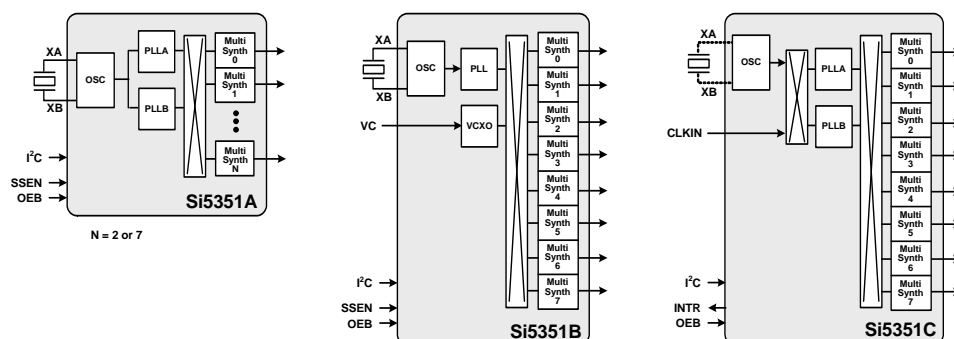 XA
OSC
XB
PLLA
PLLB
Multi
Synth
0
Multi
Synth
1
Multi
Synth
N
I²C
SSEN
OEB
Si5351A
N = 2 or 7
XA
OSC
XB
PLL
VC
VCXO
Multi
Synth
0
Multi
Synth
1
Multi
Synth
2
Multi
Synth
3
Multi
Synth
4
Multi
Synth
5
Multi
Synth
6
Multi
Synth
7
I²C
SSEN
OEB
Si5351B
XA
OSC
XB
CLKIN
PLLA
PLLB
Multi
Synth
0
Multi
Synth
1
Multi
Synth
2
Multi
Synth
3
Multi
Synth
4
Multi
Synth
5
Multi
Synth
6
Multi
Synth
7
I²C
INTR
OEB
Si5351C